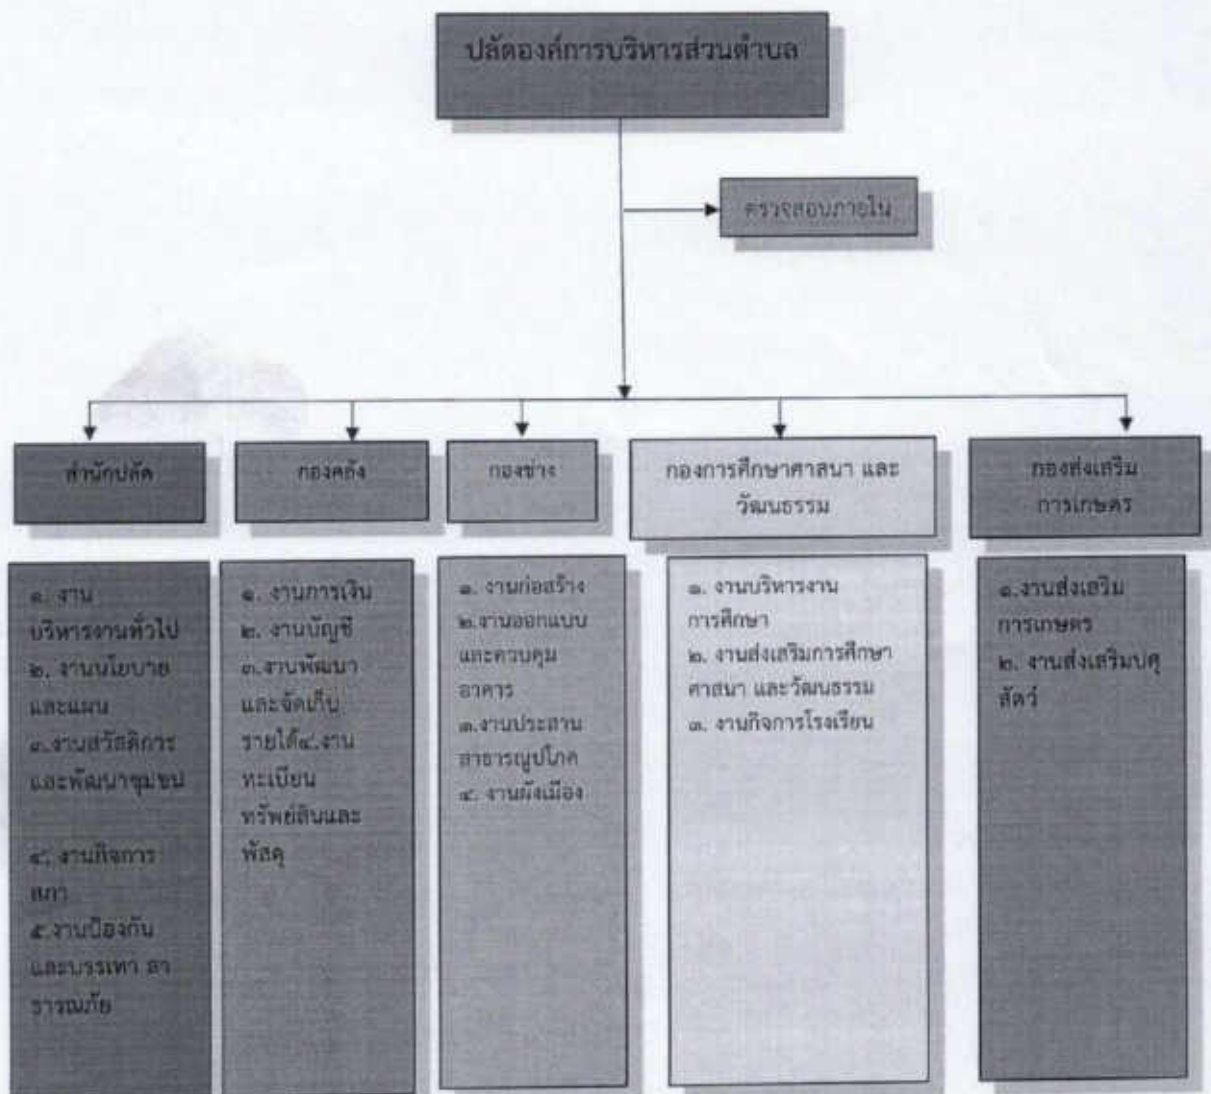 ปลัดองค์การบริหารส่วนตำบล
ตรวจสอบภายใน
สำนักปลัด
กองคลัง
กองช่าง
กองการศึกษาศาสนา และ
วัฒนธรรม
กองส่งเสริม
การเกษตร
๑. งาน
บริหารงานทั่วไป
๒. งานนโยบาย
และแผน
๓.งานสวัสดิการ
และพัฒนาชุมชน
๔. งานกิจการ
สภา
๕.งานป้องกัน
และบรรเทา สา
ธารณภัย
๑. งานการเงิน
๒. งานบัญชี
๓.งานพัฒนา
และจัดเก็บ
รายได้๔.งาน
ทะเบียน
ทรัพย์สินและ
พัสดุ
๑. งานก่อสร้าง
๒.งานออกแบบ
และควบคุม
อาคาร
๓.งานประสาน
สาธารณูปโภค
๔. งานผังเมือง
๑. งานบริหารงาน
การศึกษา
๒. งานส่งเสริมการศึกษา
ศาสนา และวัฒนธรรม
๓. งานกิจการโรงเรียน
๑.งานส่งเสริม
การเกษตร
๒. งานส่งเสริมปศุ
สัตว์